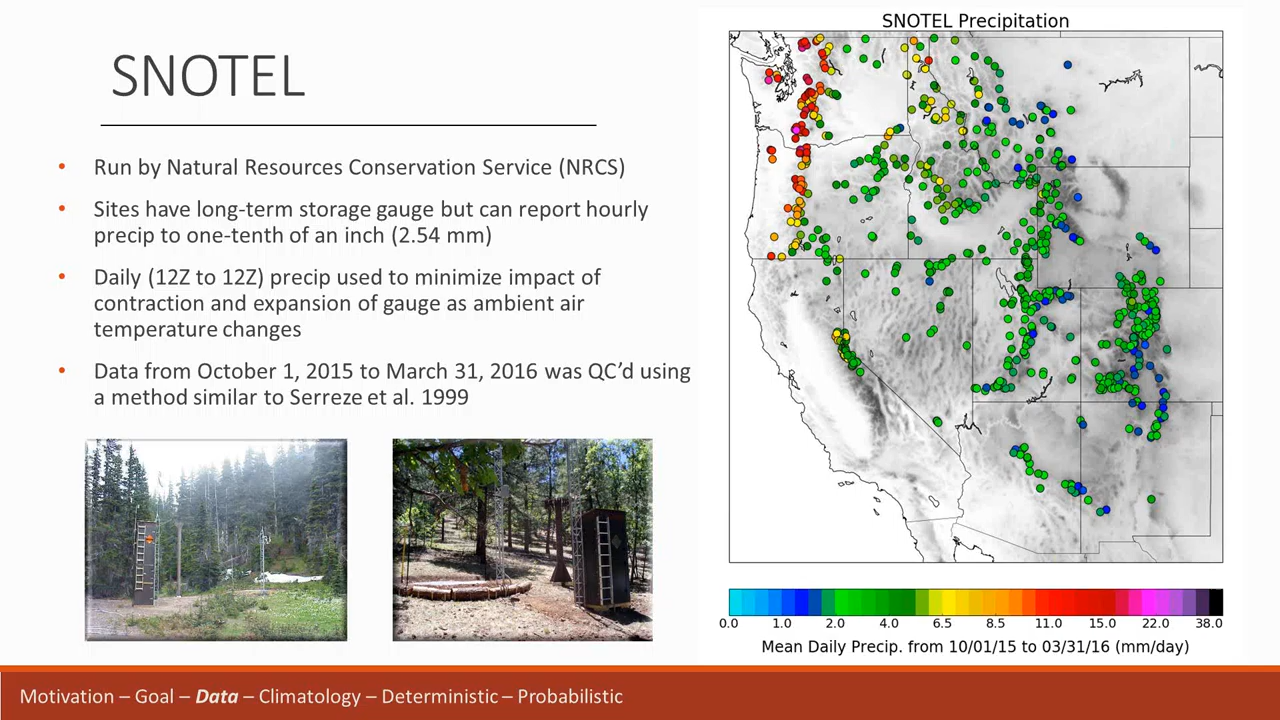 SNOTEL
• Run by Natural Resources Conservation Service (NRCS)
• Sites have long-term storage gauge but can report hourly
precip to one-tenth of an inch (2.54 mm)
• Daily (12Z to 12Z) precip used to minimize impact of
contraction and expansion of gauge as ambient air
temperature changes
• Data from October 1, 2015 to March 31, 2016 was QC’d using
a method similar to Serreze et al. 1999
SNOTEL Precipitation
0.0 1.0 2.0 4.0 6.5 8.5 11.0 15.0 22.0 38.0
Mean Daily Precip. from 10/01/15 to 03/31/16 (mm/day)
Motivation – Goal – Data – Climatology – Deterministic – Probabilistic